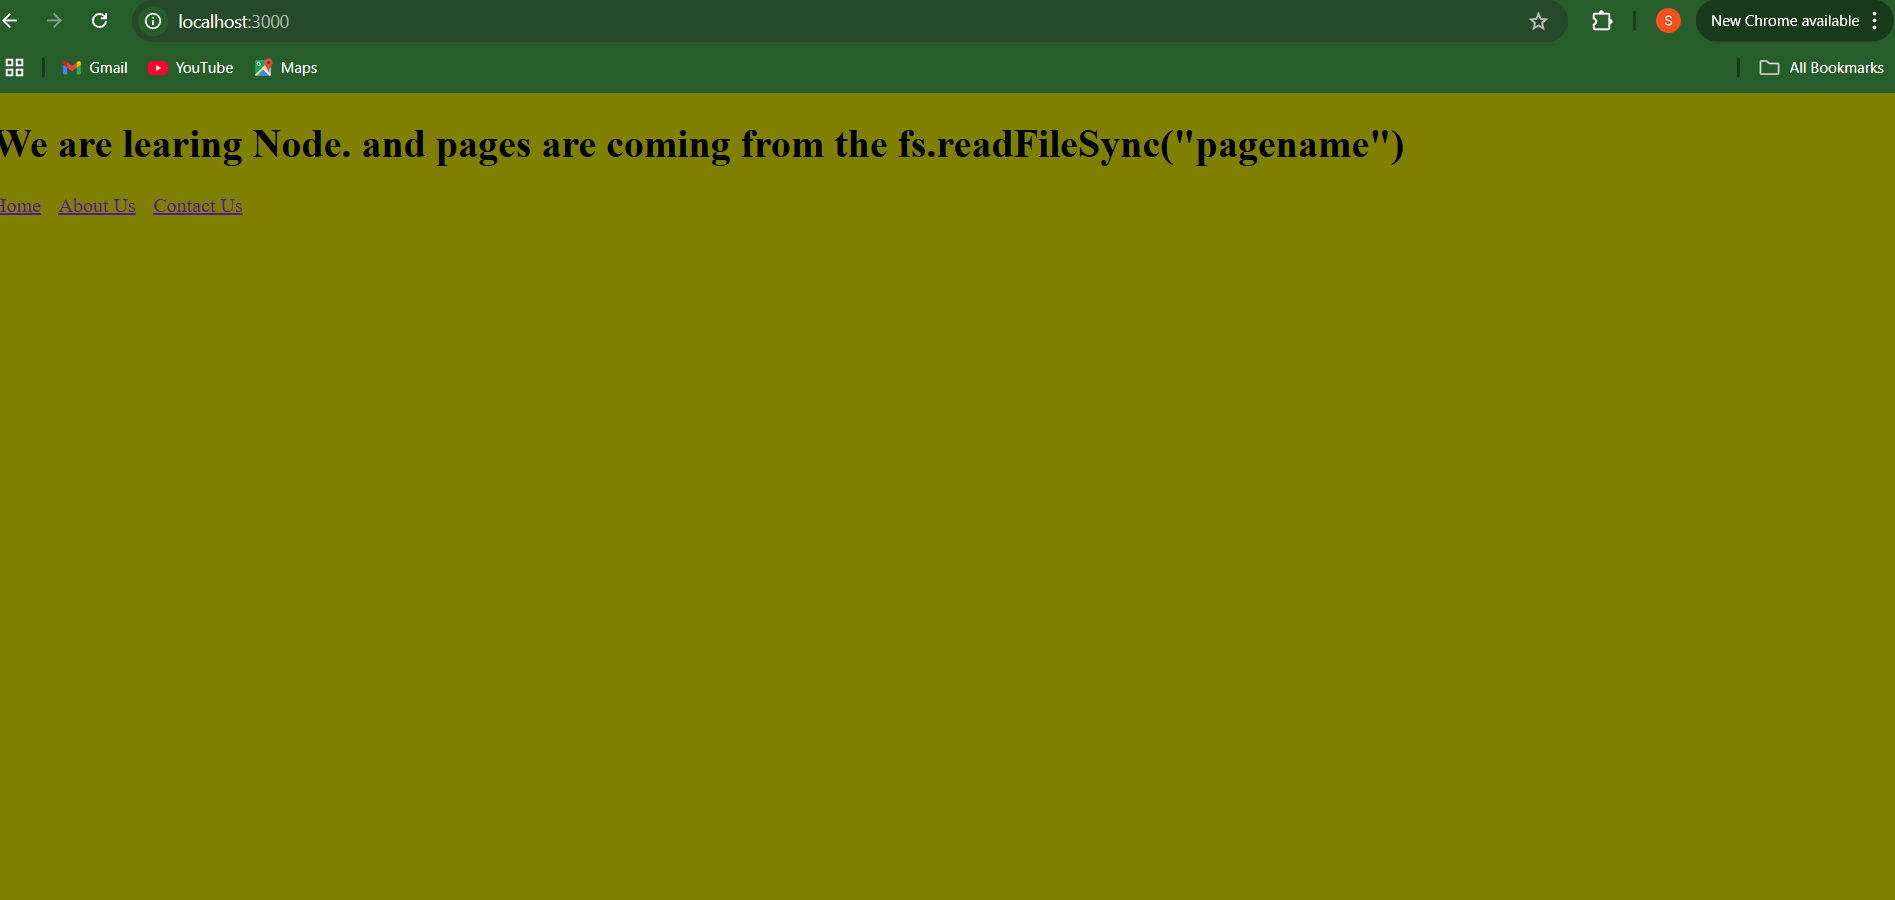 localhost:3000
S
New Chrome available
Gmail
YouTube
Maps
All Bookmarks
We are learing Node. and pages are coming from the fs.readFileSync("pagename")
Home About Us Contact Us